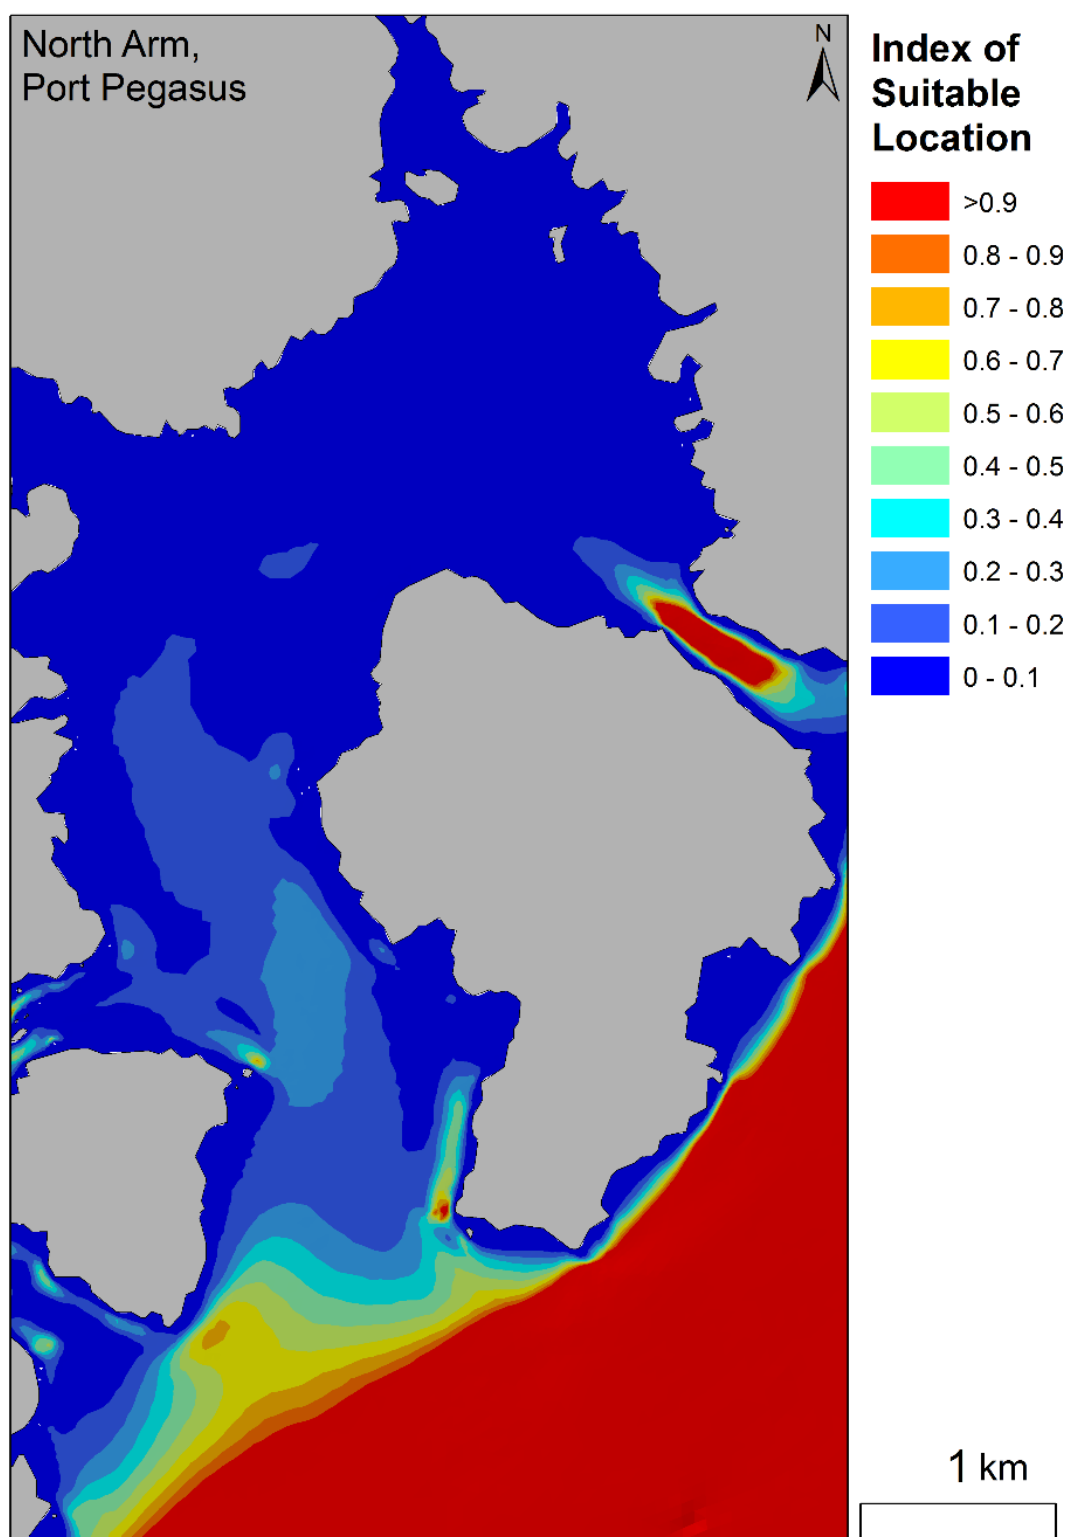 North Arm,
Port Pegasus
N
Index of
Suitable
Location
>0.9
0.8 - 0.9
0.7 - 0.8
0.6 - 0.7
0.5 - 0.6
0.4 - 0.5
0.3 - 0.4
0.2 - 0.3
0.1 - 0.2
0 - 0.1
1 km